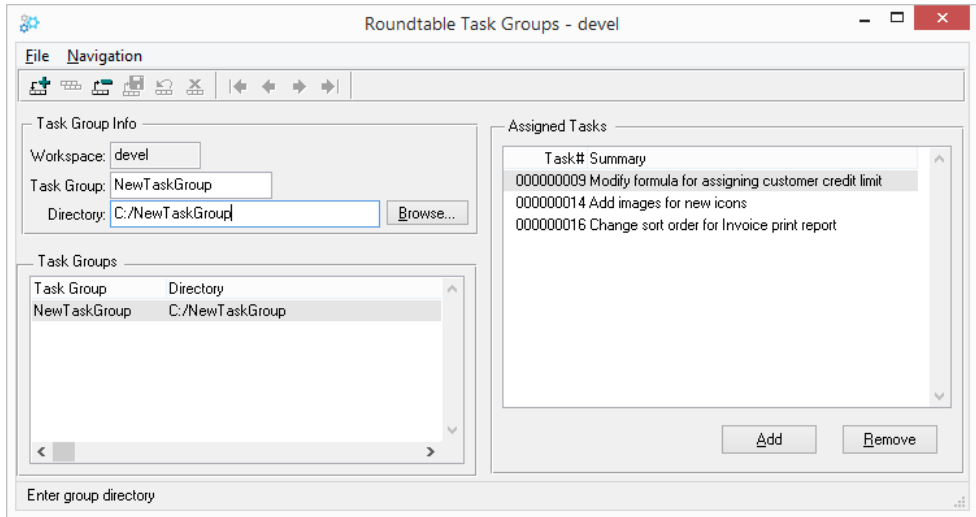 Roundtable Task Groups - devel
File Navigation
Task Group Info
Workspace: devel
Task Group: NewTaskGroup
Directory: C:/NewTaskGroup Browse...
Task Groups
Task Group Directory
NewTaskGroup C:/NewTaskGroup
Assigned Tasks
Task# Summary
000000009 Modify formula for assigning customer credit limit
000000014 Add images for new icons
000000016 Change sort order for Invoice print report
Add Remove
Enter group directory